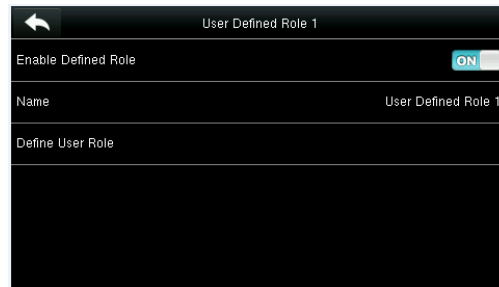 User Defined Role 1
Enable Defined Role ON
Name User Defined Role 1
Define User Role